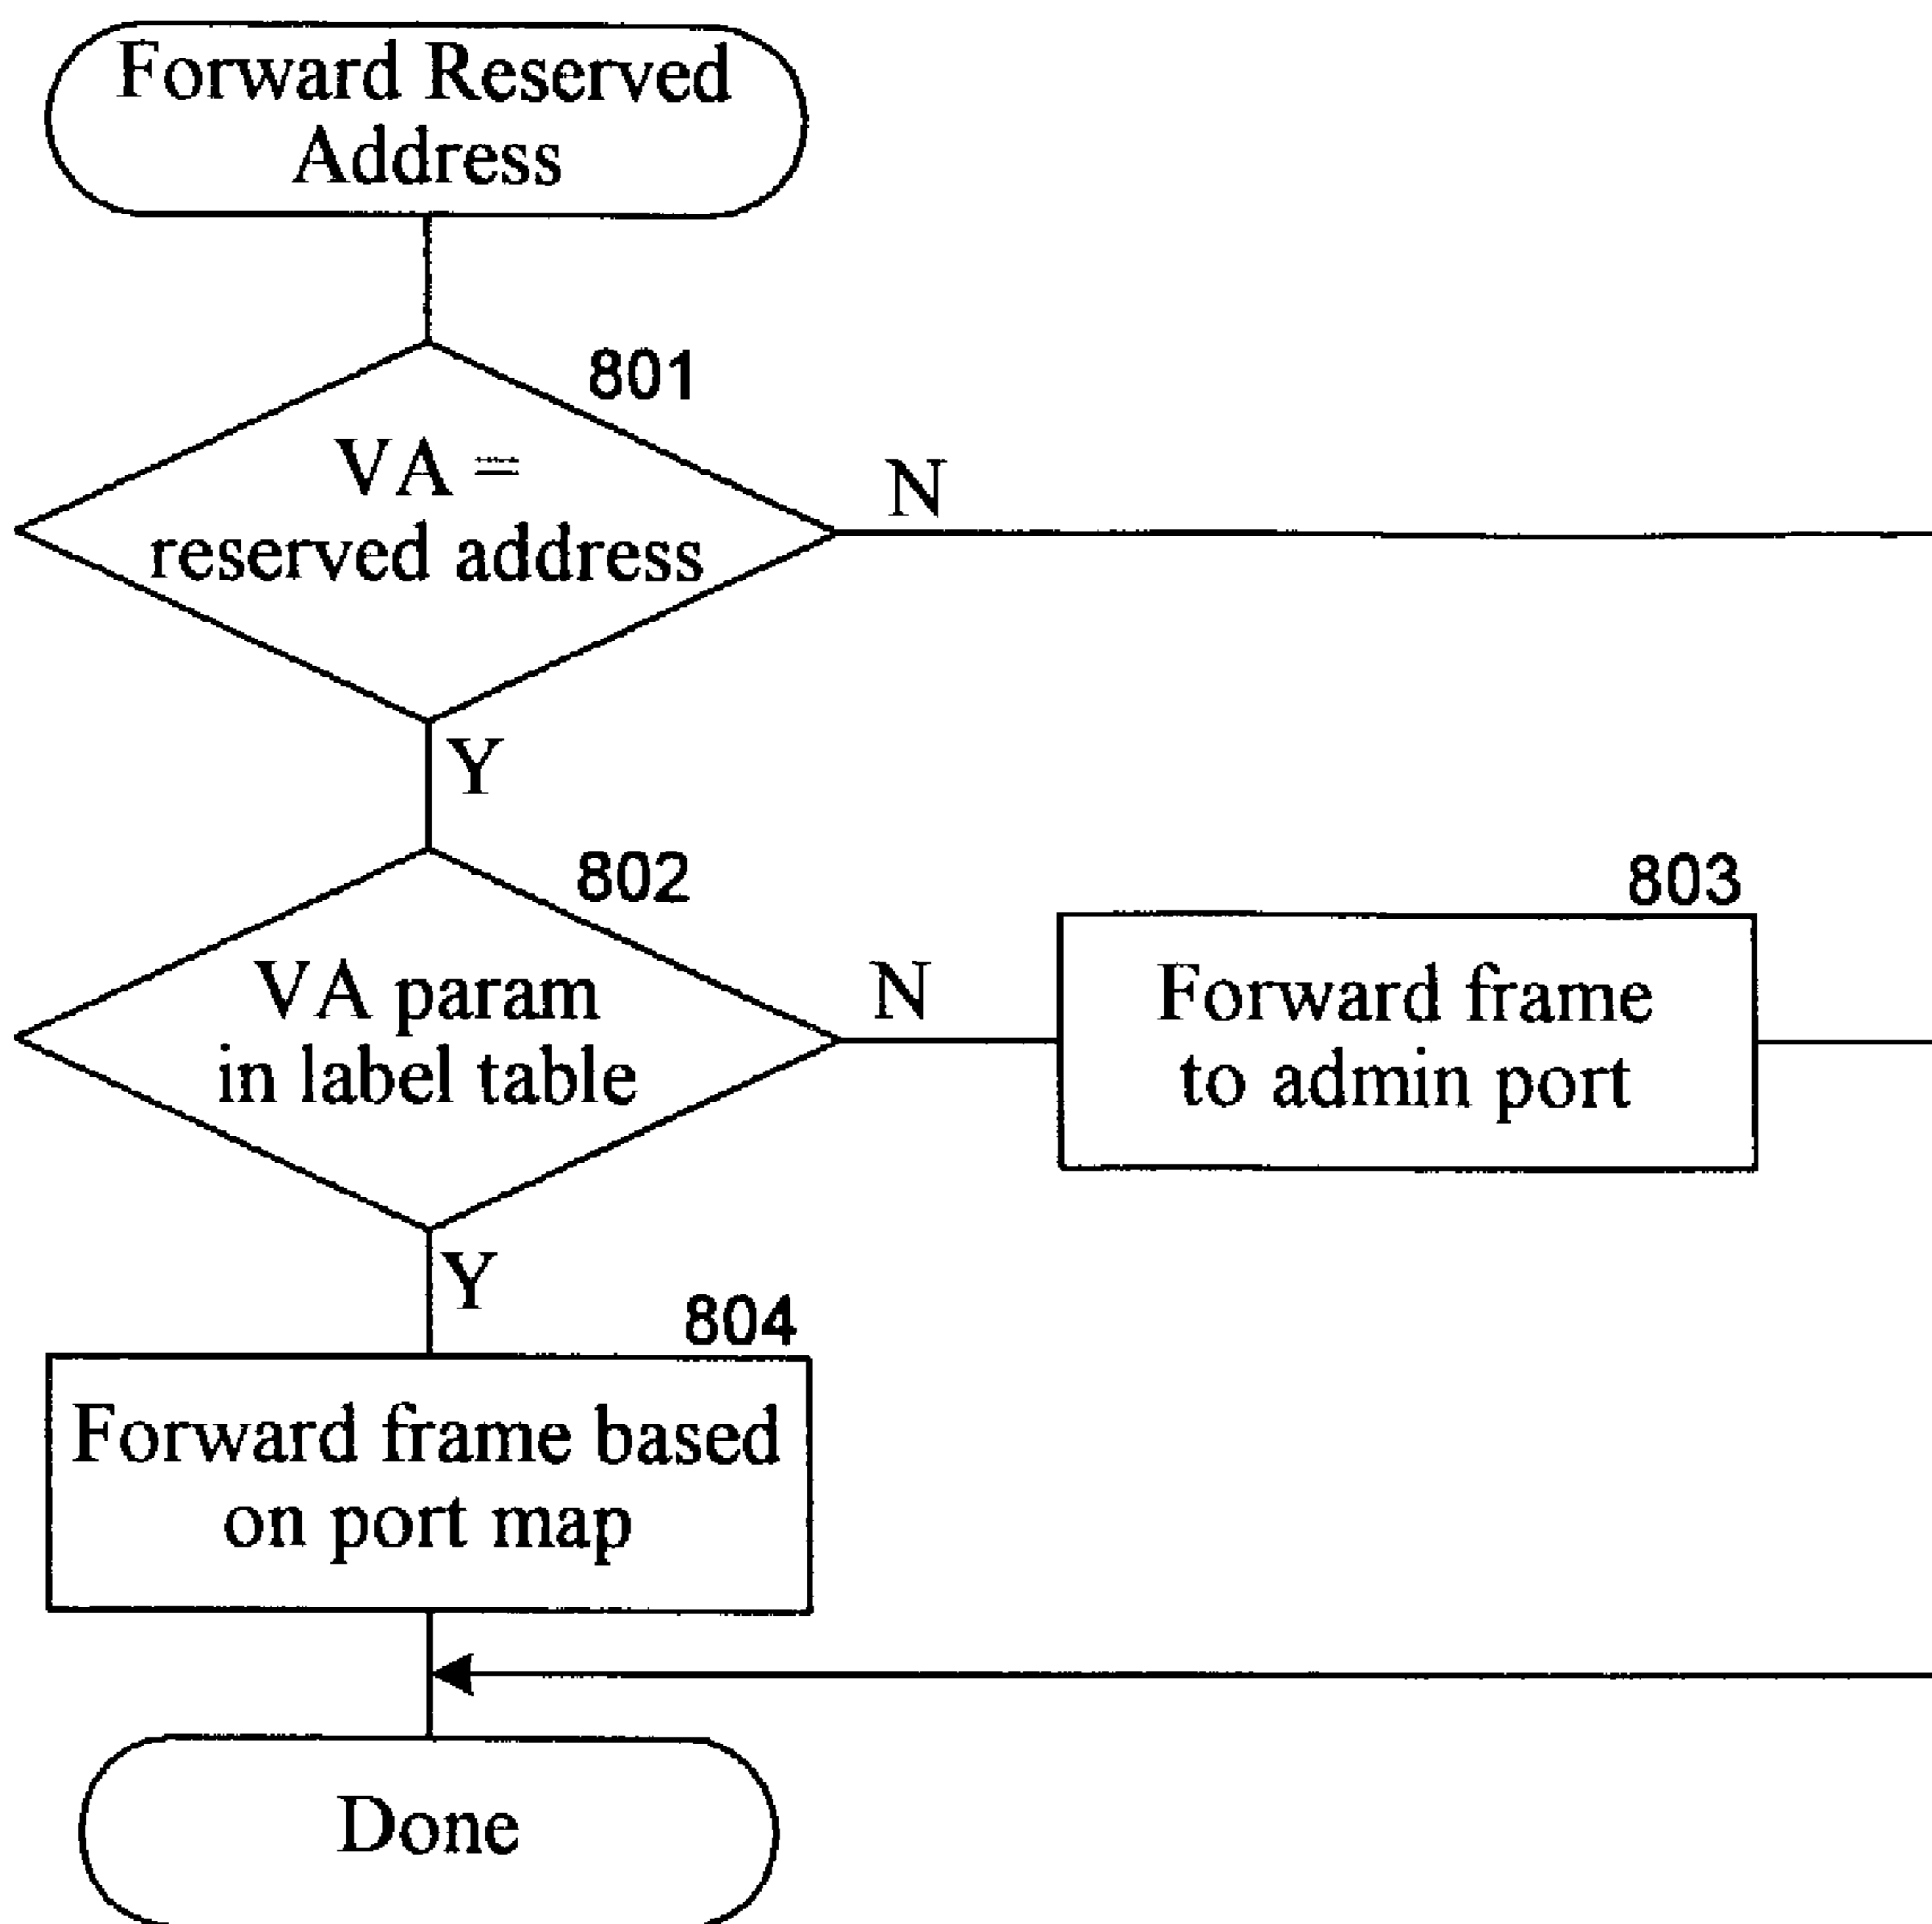 Forward Reserved
Address
801
VA =
reserved address
N
Y
802
VA param
in label table
N
803
Forward frame
to admin port
Y
804
Forward frame based
on port map
Done